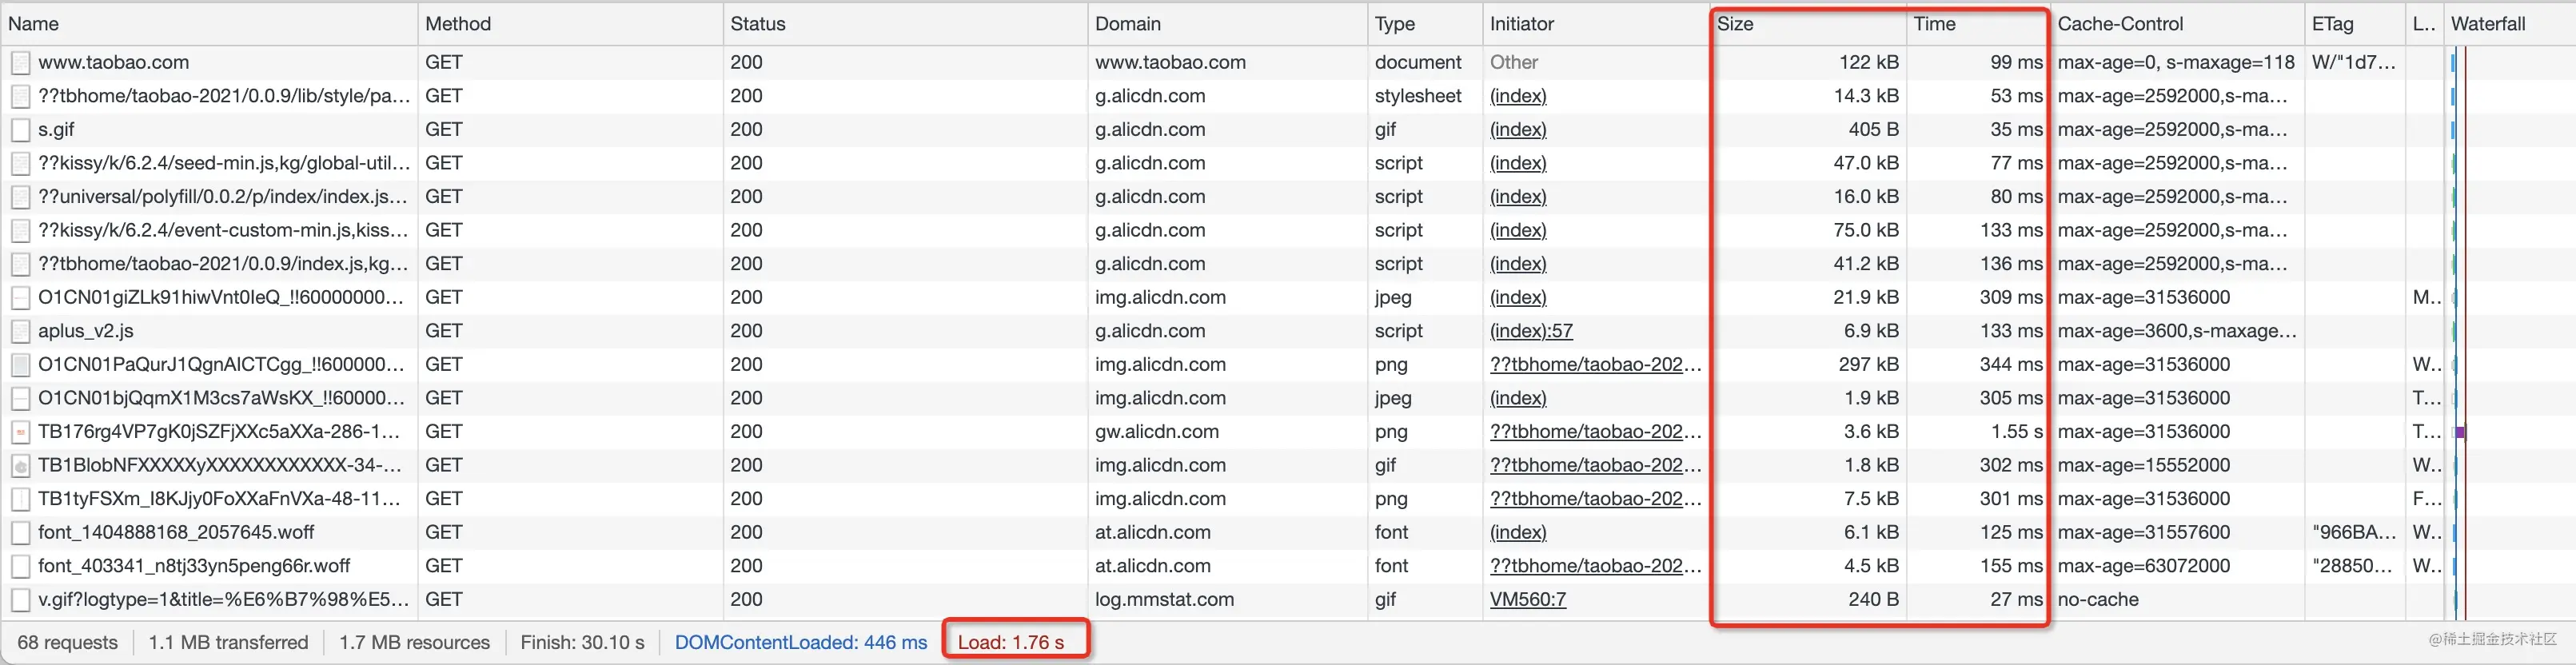 Name Method Status Domain Type Initiator Size Time Cache-Control ETag L.. Waterfall
www.taobao.com GET 200 www.taobao.com document Other 122 kB 99 ms max-age=0, s-maxage=118 W/"1d7...
??tbhome/taobao-2021/0.0.9/lib/style/pa... GET 200 g.alicdn.com stylesheet (index) 14.3 kB 53 ms max-age=2592000,s-ma...
s.gif GET 200 g.alicdn.com gif (index) 405 B 35 ms max-age=2592000,s-ma...
??kissy/k/6.2.4/seed-min.js,kg/global-util... GET 200 g.alicdn.com script (index) 47.0 kB 77 ms max-age=2592000,s-ma...
??universal/polyfill/0.0.2/p/index/index.js... GET 200 g.alicdn.com script (index) 16.0 kB 80 ms max-age=2592000,s-ma...
??kissy/k/6.2.4/event-custom-min.js,kiss... GET 200 g.alicdn.com script (index) 75.0 kB 133 ms max-age=2592000,s-ma...
??tbhome/taobao-2021/0.0.9/index.js,kg... GET 200 g.alicdn.com script (index) 41.2 kB 136 ms max-age=2592000,s-ma...
O1CN01giZLk91hiwVnt0IeQ_!!60000000... GET 200 img.alicdn.com jpeg (index) 21.9 kB 309 ms max-age=31536000 M..
aplus_v2.js GET 200 g.alicdn.com script (index):57 6.9 kB 133 ms max-age=3600,s-maxage...
O1CN01PaQurJ1QgnAICTCgg_!!600000... GET 200 img.alicdn.com png ??tbhome/taobao-202... 297 kB 344 ms max-age=31536000 W..
O1CN01bjQqmX1M3cs7aWsKX_!!60000... GET 200 img.alicdn.com jpeg (index) 1.9 kB 305 ms max-age=31536000 T...
TB176rg4VP7gK0jSZFjXXc5aXXa-286-1... GET 200 gw.alicdn.com png ??tbhome/taobao-202... 3.6 kB 1.55 s max-age=31536000 T...
TB1BlobNFXXXXXyXXXXXXXXXXXX-34-... GET 200 img.alicdn.com gif ??tbhome/taobao-202... 1.8 kB 302 ms max-age=15552000 W..
TB1tyFSXm_I8KJjy0FoXXaFnVXa-48-11... GET 200 img.alicdn.com png ??tbhome/taobao-202... 7.5 kB 301 ms max-age=31536000 F...
font_1404888168_2057645.woff GET 200 at.alicdn.com font (index) 6.1 kB 125 ms max-age=31557600 "966BA... W..
font_403341_n8tj33yn5peng66r.woff GET 200 at.alicdn.com font ??tbhome/taobao-202... 4.5 kB 155 ms max-age=63072000 "28850... W..
v.gif?logtype=1&title=%E6%B7%98%E5... GET 200 log.mmstat.com gif VM560:7 240 B 27 ms no-cache
68 requests 1.1 MB transferred 1.7 MB resources Finish: 30.10 s DOMContentLoaded: 446 ms Load: 1.76 s
@稀土掘金技术社区